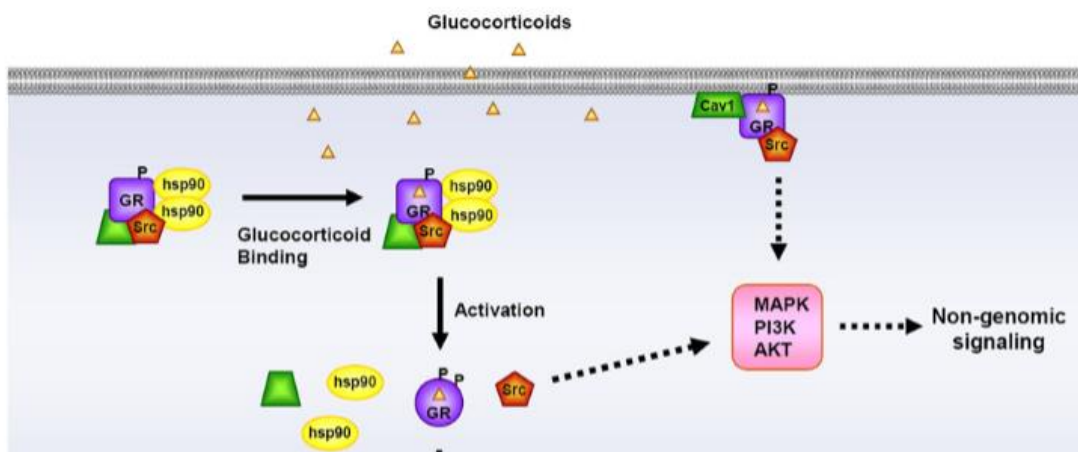 Glucocorticoids
Cav1
P
GR
Src
P
GR
hsp90
hsp90
Src
Glucocorticoid
Binding
P
GR
hsp90
hsp90
Src
Activation
MAPK
PI3K
AKT
Non-genomic
signaling
hsp90
hsp90
P
P
GR
Src